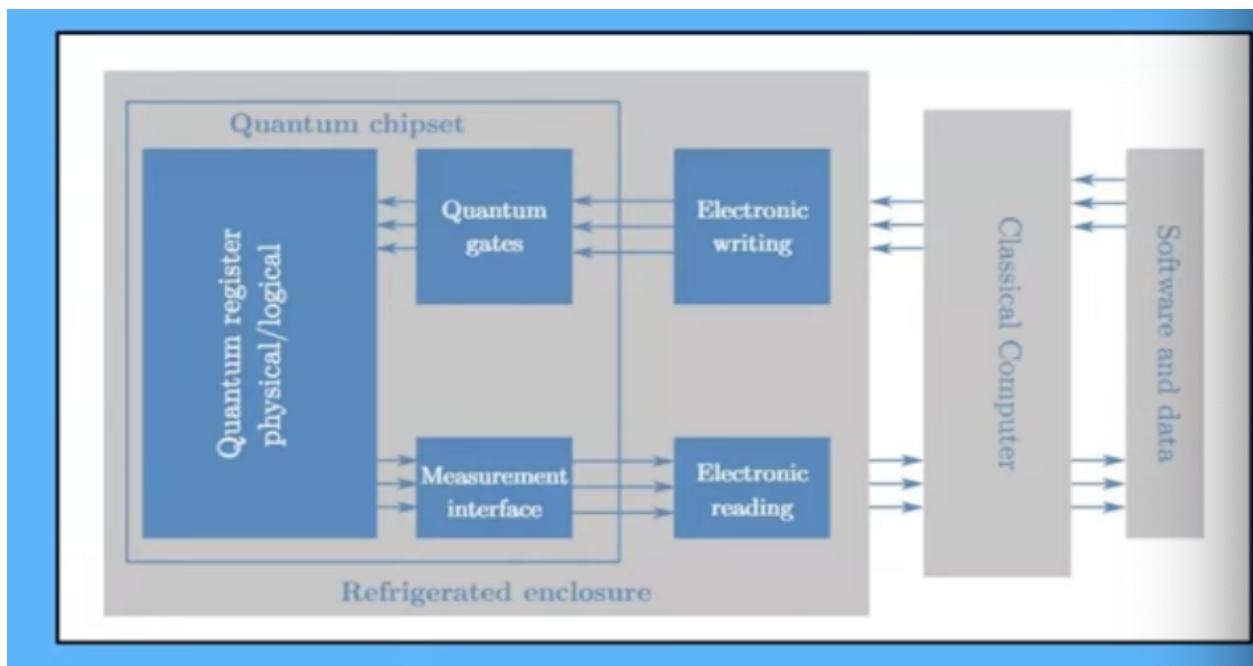 Quantum chipset
Quantum register
physical/logical
Quantum
gates
Electronic
writing
Measurement
interface
Electronic
reading
Refrigerated enclosure
Classical Computer
Software and data